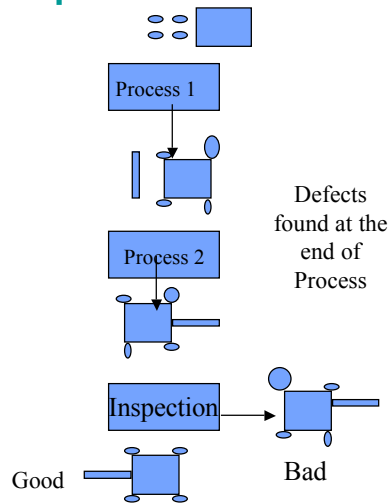 Process 1
Defects
found at the
end of
Process
Process 2
Inspection
Good
Bad